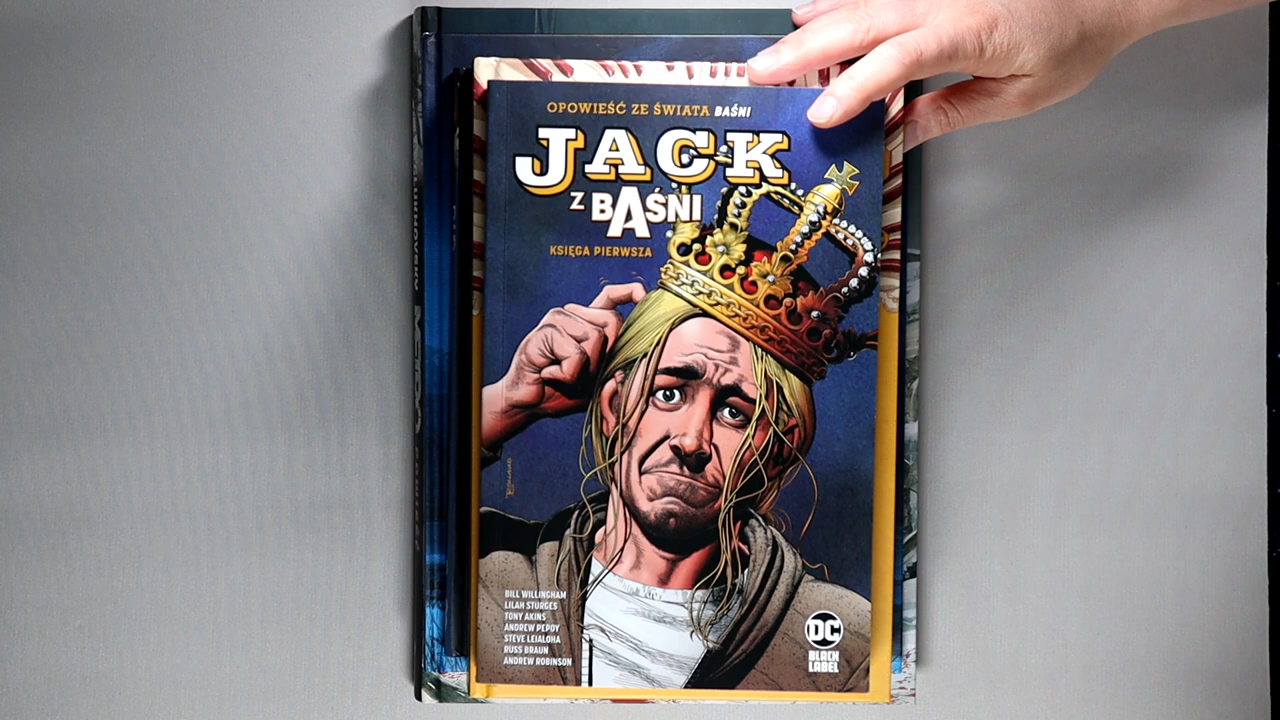 OPOWIEŚĆ ZE ŚWIATA BAŚNI
JACK
Z BAŚNI
KSIĘGA PIERWSZA
BILL WILLINGHAM
LILAH STURGES
TONY AKINS
ANDREW PEPOY
STEVE LEIALOHA
RUSS BRAUN
ANDREW ROBINSON
DC
BLACK
LABEL